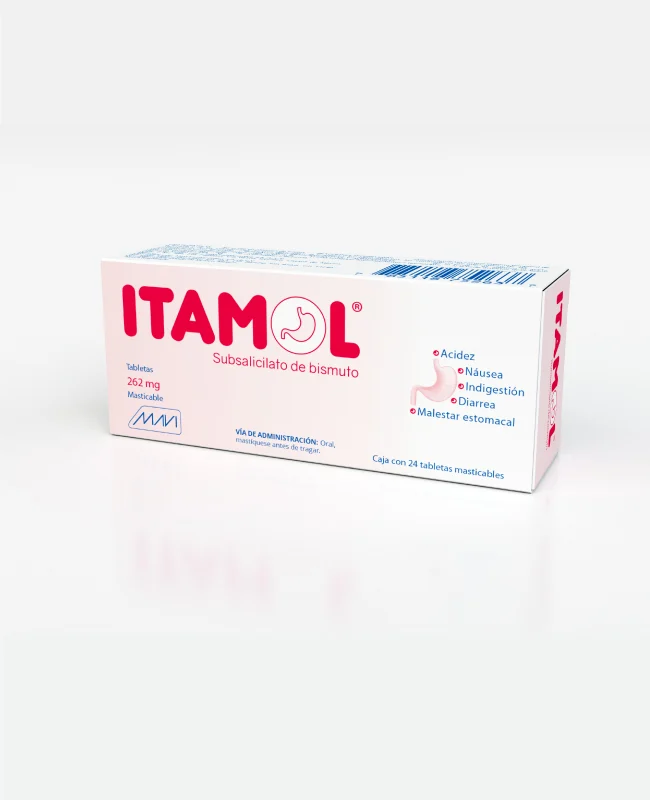 ITAMOL®
Subsalicilato de bismuto
Tabletas
262 mg
Masticable
MAVI
VÍA DE ADMINISTRACIÓN: Oral,
mastíquese antes de tragar.
Acidez
Náusea
Indigestión
Diarrea
Malestar estomacal
Caja con 24 tabletas masticables
ITAMOL